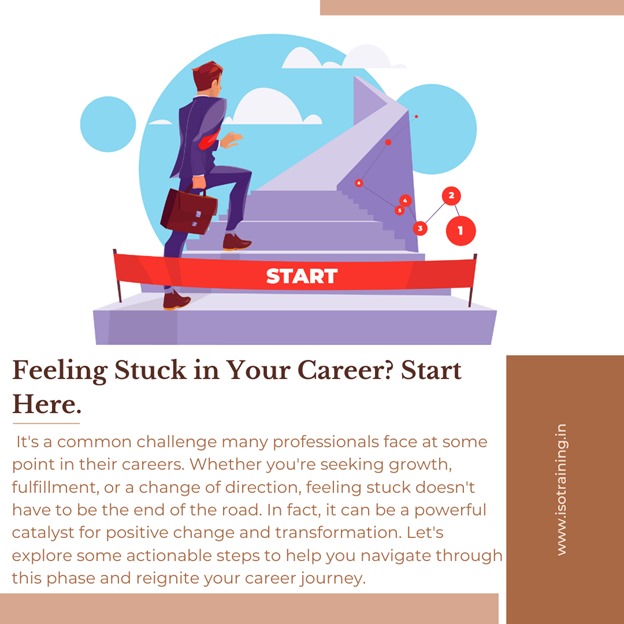 START
1
2
3
4
5
6
Feeling Stuck in Your Career? Start
Here.
It's a common challenge many professionals face at some
point in their careers. Whether you're seeking growth,
fulfillment, or a change of direction, feeling stuck doesn't
have to be the end of the road. In fact, it can be a powerful
catalyst for positive change and transformation. Let's
explore some actionable steps to help you navigate through
this phase and reignite your career journey.
www.isotraining.in